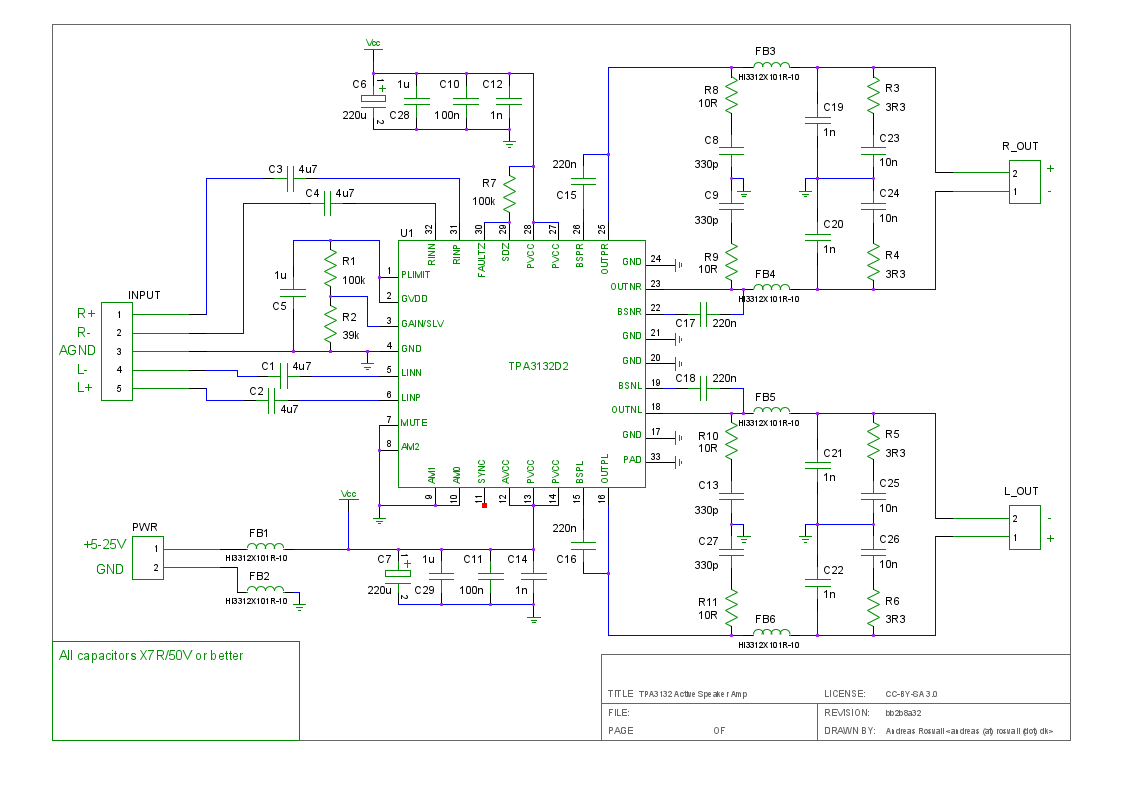 Vcc
C6
1
+
2
220u
1u
C28
C10
100n
C12
1n
C3
4u7
C4
4u7
R7
100k
220n
C15
U1
32
31
30
29
28
27
26
25
RINN
RINP
FAULTZ
SDZ
PVCC
PVCC
BSPR
OUTPR
1
PLIMIT
2
GVDD
3
GAIN/SLV
4
GND
5
LINN
6
LINP
7
MUTE
8
AM2
TPA3132D2
GND
24
OUTNR
23
BSNR
22
GND
21
GND
20
BSNL
19
OUTNL
18
GND
17
PAD
33
AM1
AM0
SYNC
AVCC
PVCC
PVCC
BSPL
OUTPL
9
10
11
12
13
14
15
16
1u
C5
R1
100k
R2
39k
INPUT
R+
1
R-
2
AGND
3
L-
4
L+
5
C1
4u7
C2
4u7
C17
220n
C18
220n
FB3
HI3312X101R-10
R8
10R
C8
330p
C9
330p
R9
10R
FB4
HI3312X101R-10
C19
1n
C20
1n
R3
3R3
C23
10n
C24
10n
R4
3R3
R_OUT
2
+
1
-
FB5
HI3312X101R-10
R10
10R
C13
330p
C27
330p
R11
10R
FB6
HI3312X101R-10
C21
1n
C22
1n
R5
3R3
C25
10n
C26
10n
R6
3R3
L_OUT
2
-
1
+
220n
C16
Vcc
PWR
+5-25V
1
GND
2
FB1
HI3312X101R-10
FB2
HI3312X101R-10
C7
1
+
2
220u
1u
C29
C11
100n
C14
1n
All capacitors X7R/50V or better
TITLE TPA3132 Active Speaker Amp
LICENSE: CC-BY-SA 3.0
FILE:
REVISION: bb2b8a32
PAGE OF
DRAWN BY: Andreas Rosvall <andreas (at) rosvall (dot) dk>